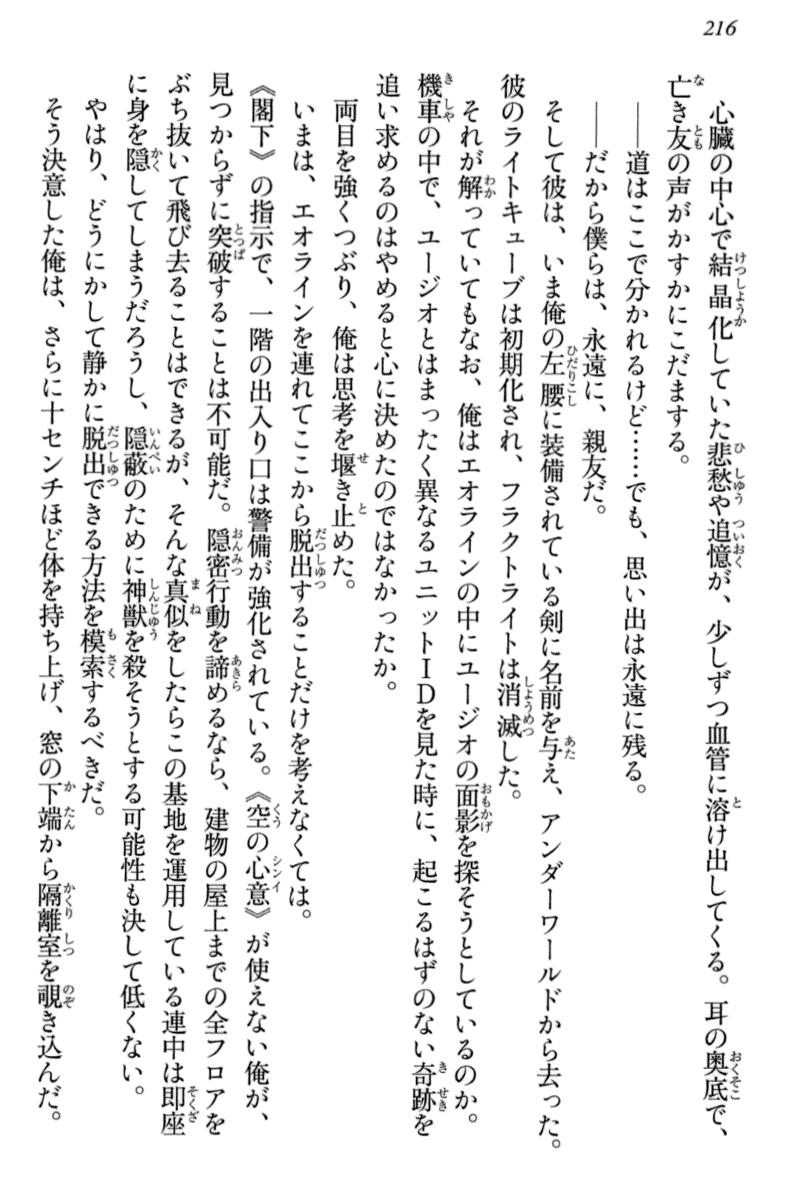 216
心臓の中心で結晶化していた悲愁や追憶が、少しずつ血管に溶け出してくる。耳の奥底で、
亡き友の声がかすかにこだまする。
――道はここで分かれるけど……でも、思い出は永遠に残る。
――だから僕らは、永遠に、親友だ。
そして彼は、いま俺の左腰に装備されている剣に名前を与え、アンダーワールドから去った。
彼のライトキューブは初期化され、フラクトライトは消滅した。
それが解っていてもなお、俺はエオラインの中にユージオの面影を探そうとしているのか。
機車の中で、ユージオとはまったく異なるユニットIDを見た時に、起こるはずのない奇跡を
追い求めるのはやめると心に決めたのではなかったか。
両目を強くつぶり、俺は思考を堰き止めた。
いまは、エオラインを連れてここから脱出することだけを考えなくては。
《閣下》の指示で、一階の出入り口は警備が強化されている。《空の心意》が使えない俺が、
見つからずに突破することは不可能だ。隠密行動を諦めるなら、建物の屋上までの全フロアを
ぶち抜いて飛び去ることはできるが、そんな真似をしたらこの基地を運用している連中は即座
に身を隠してしまうだろうし、隠蔽のために神獣を殺そうとする可能性も決して低くない。
やはり、どうにかして静かに脱出できる方法を模索するべきだ。
そう決意した俺は、さらに十センチほど体を持ち上げ、窓の下端から隔離室を覗き込んだ。